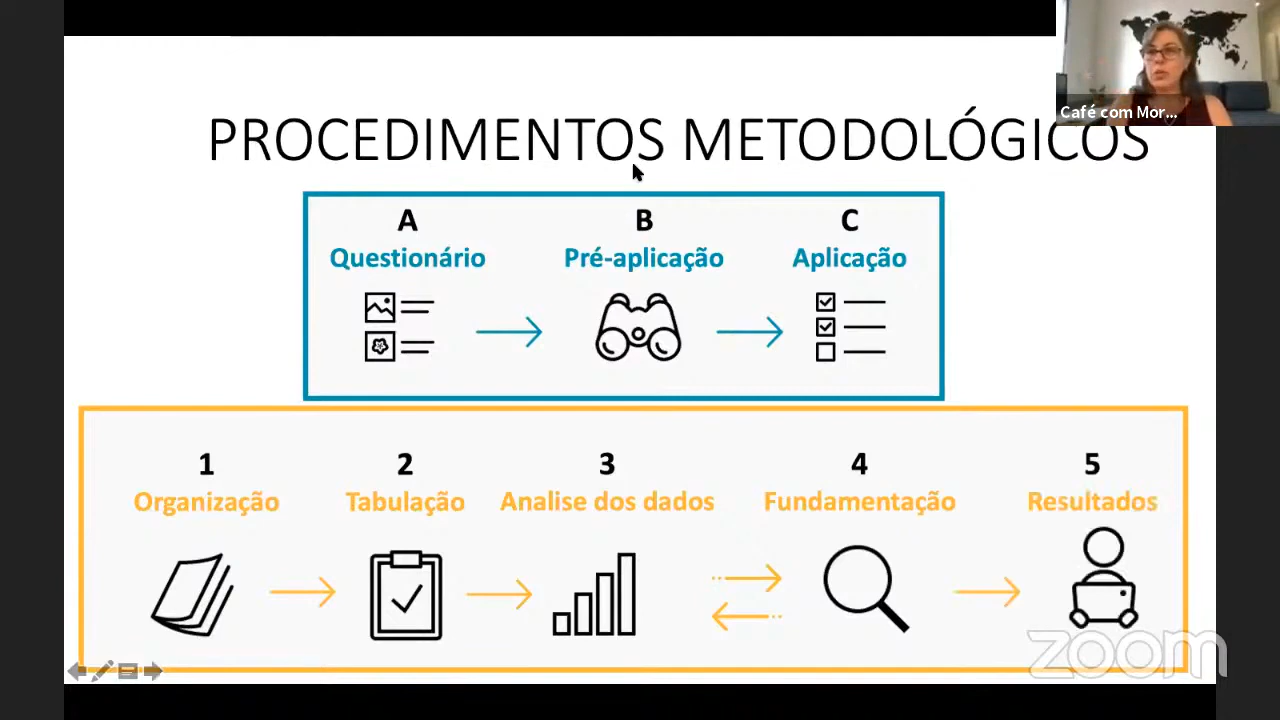 Café com Mor...
PROCEDIMENTOS METODOLÓGICOS
A
Questionário
B
Pré-aplicação
C
Aplicação
1
Organização
2
Tabulação
3
Analise dos dados
4
Fundamentação
5
Resultados
zoom